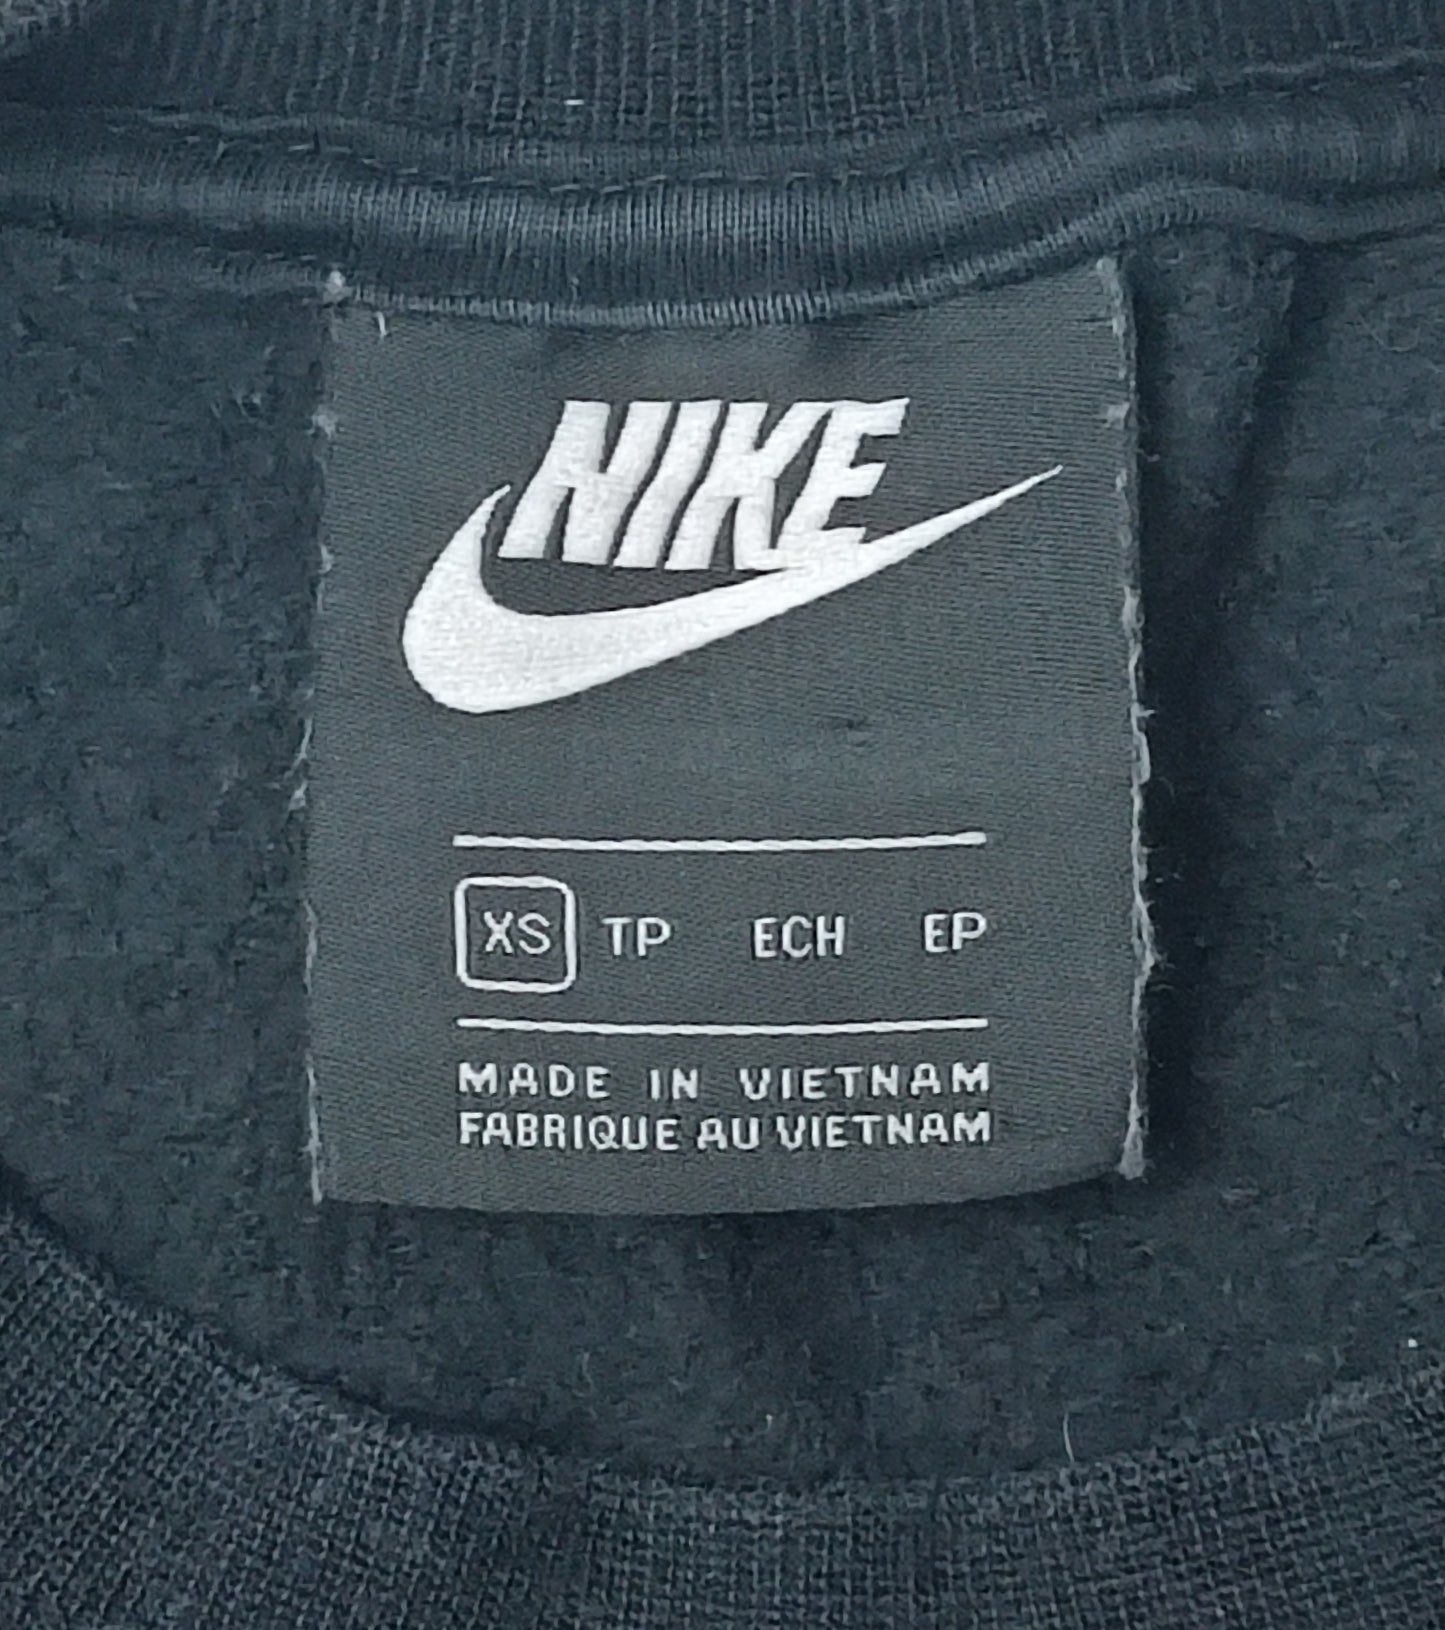 NIKE
XS TP ECH EP
MADE IN VIETNAM
FABRIQUE AU VIETNAM